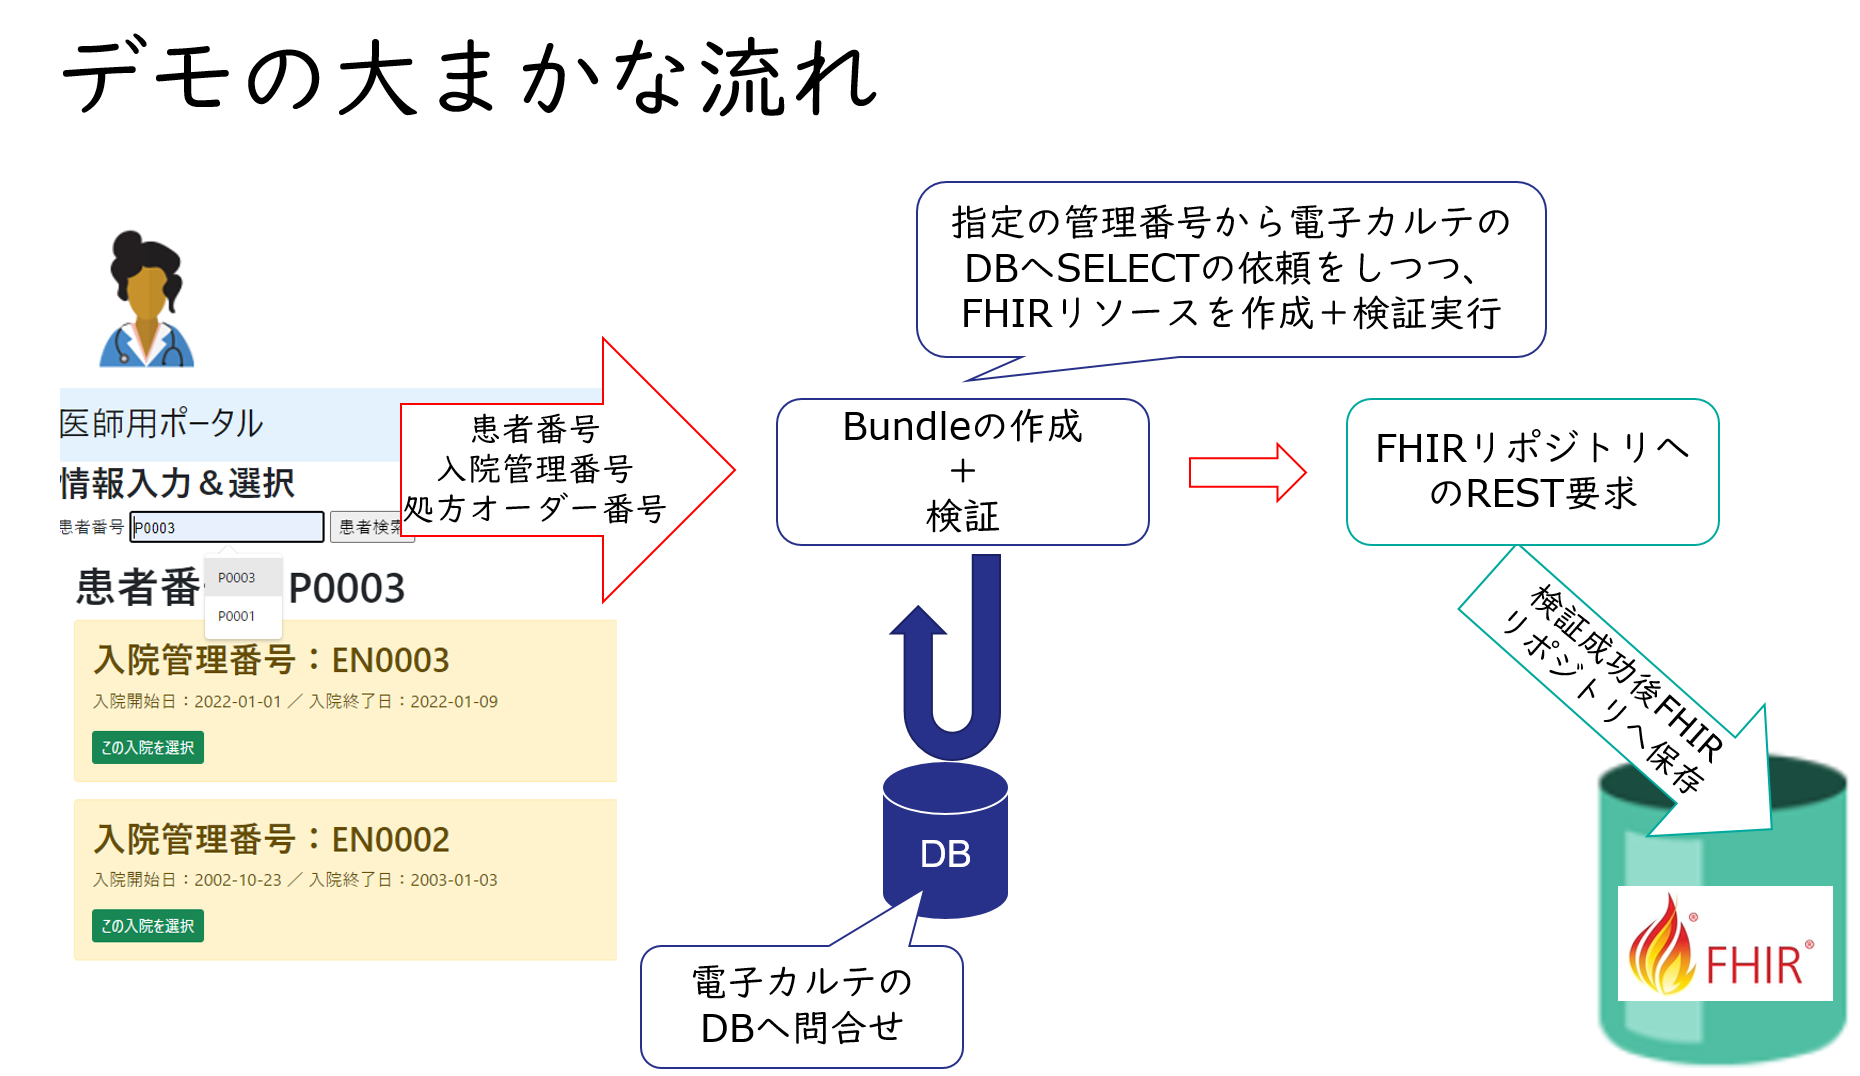 デモの大まかな流れ
指定の管理番号から電子カルテの
DBへSELECTの依頼をしつつ、
FHIRリソースを作成＋検証実行
医師用ポータル
情報入力＆選択
患者番号 P0003 患者検索
P0003
P0001
患者番 P0003
入院管理番号：EN0003
入院開始日：2022-01-01 ／ 入院終了日：2022-01-09
この入院を選択
入院管理番号：EN0002
入院開始日：2002-10-23 ／ 入院終了日：2003-01-03
この入院を選択
患者番号
入院管理番号
処方オーダー番号
Bundleの作成
＋
検証
FHIRリポジトリへ
のREST要求
検証成功後FHIR
リポジトリへ保存
DB
電子カルテの
DBへ問合せ
FHIR®